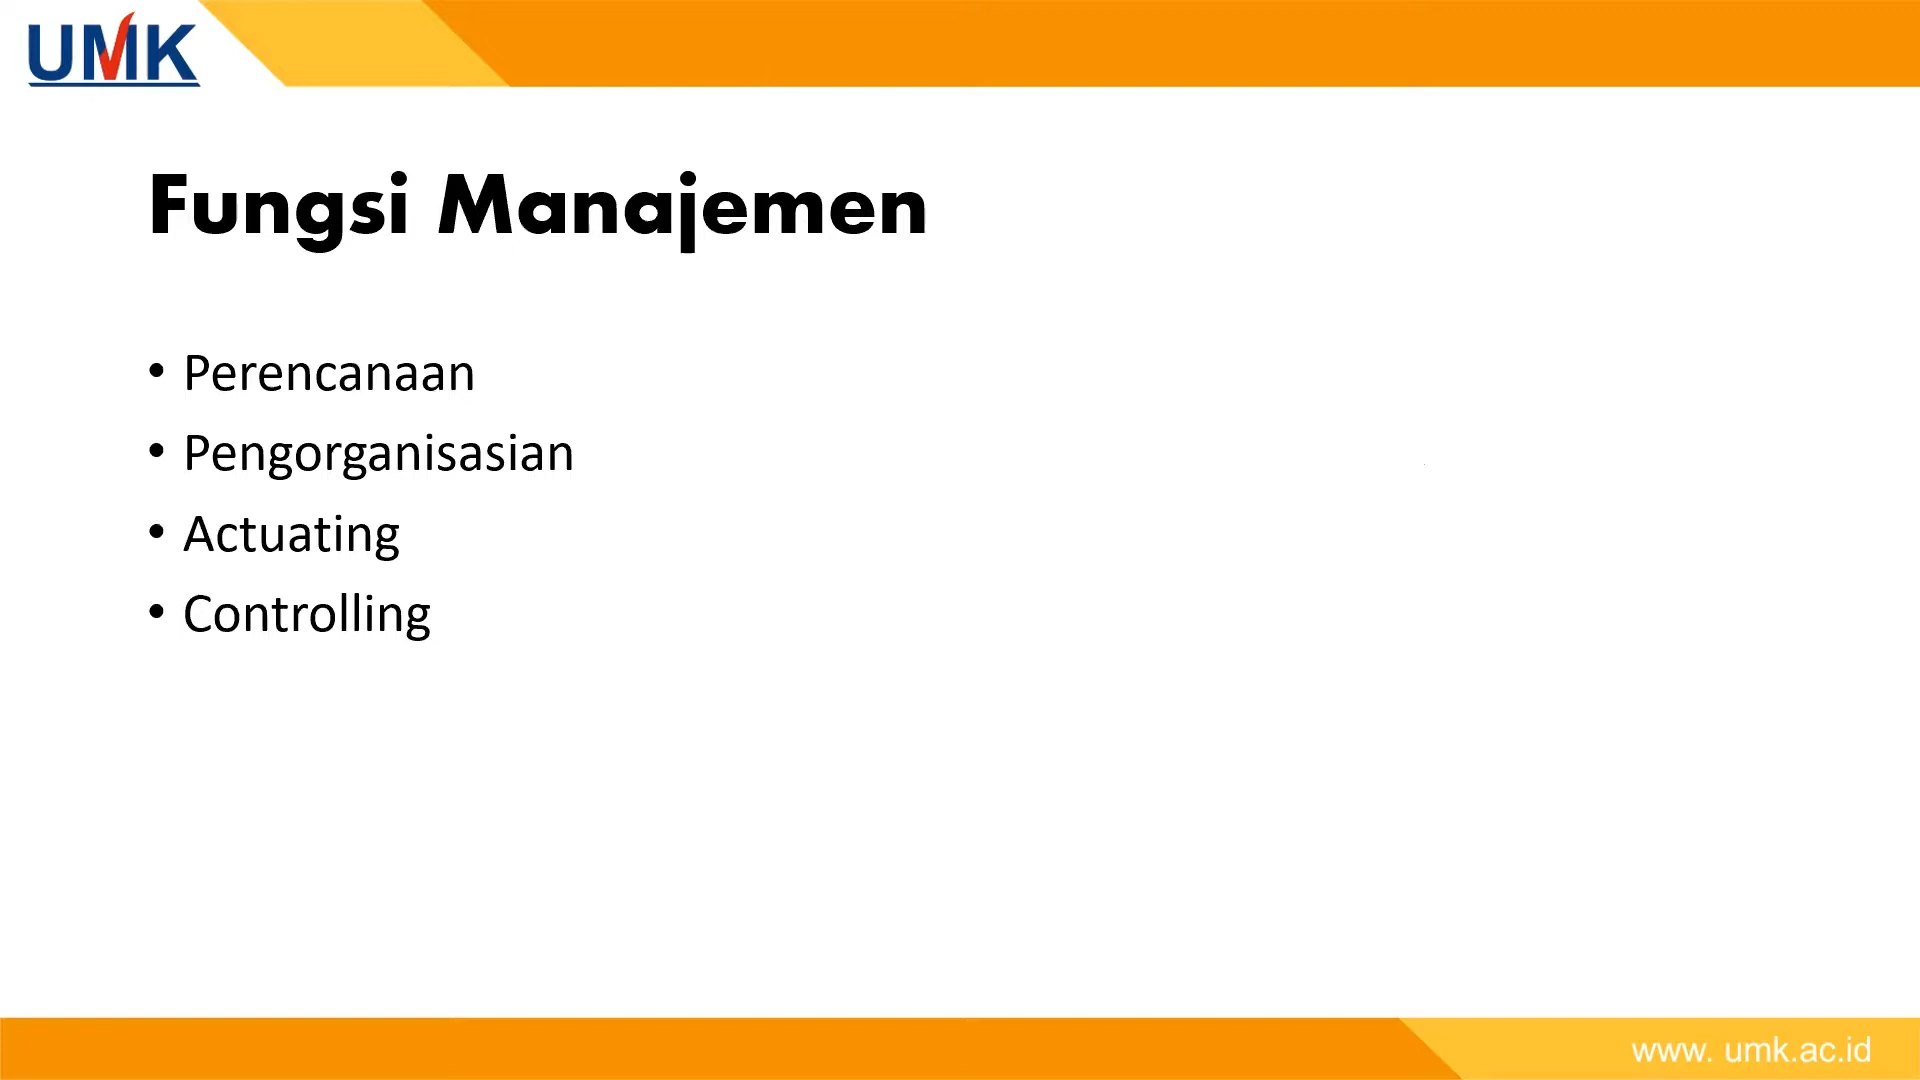 UMK
Fungsi Manajemen
• Perencanaan
• Pengorganisasian
• Actuating
• Controlling
www. umk.ac.id